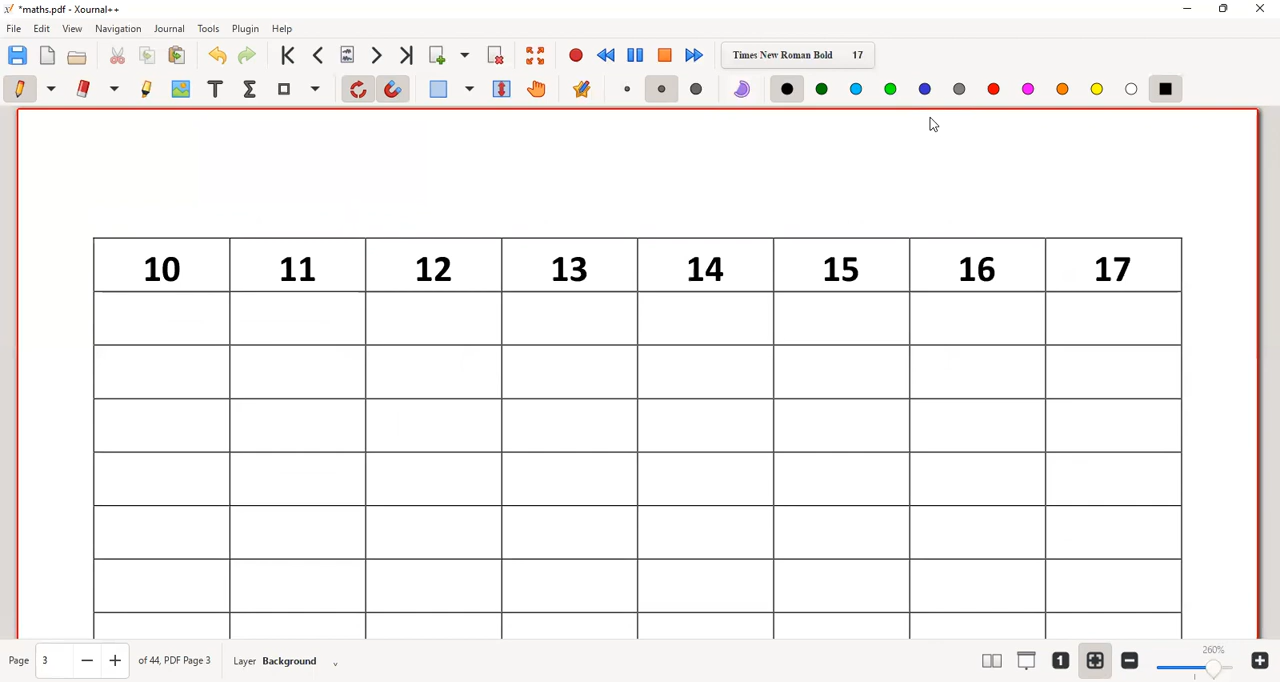 *maths.pdf - Xournal++
File Edit View Navigation Journal Tools Plugin Help
Times New Roman Bold 17
10 11 12 13 14 15 16 17
Page 3 of 44, PDF Page 3 Layer Background 1 260%